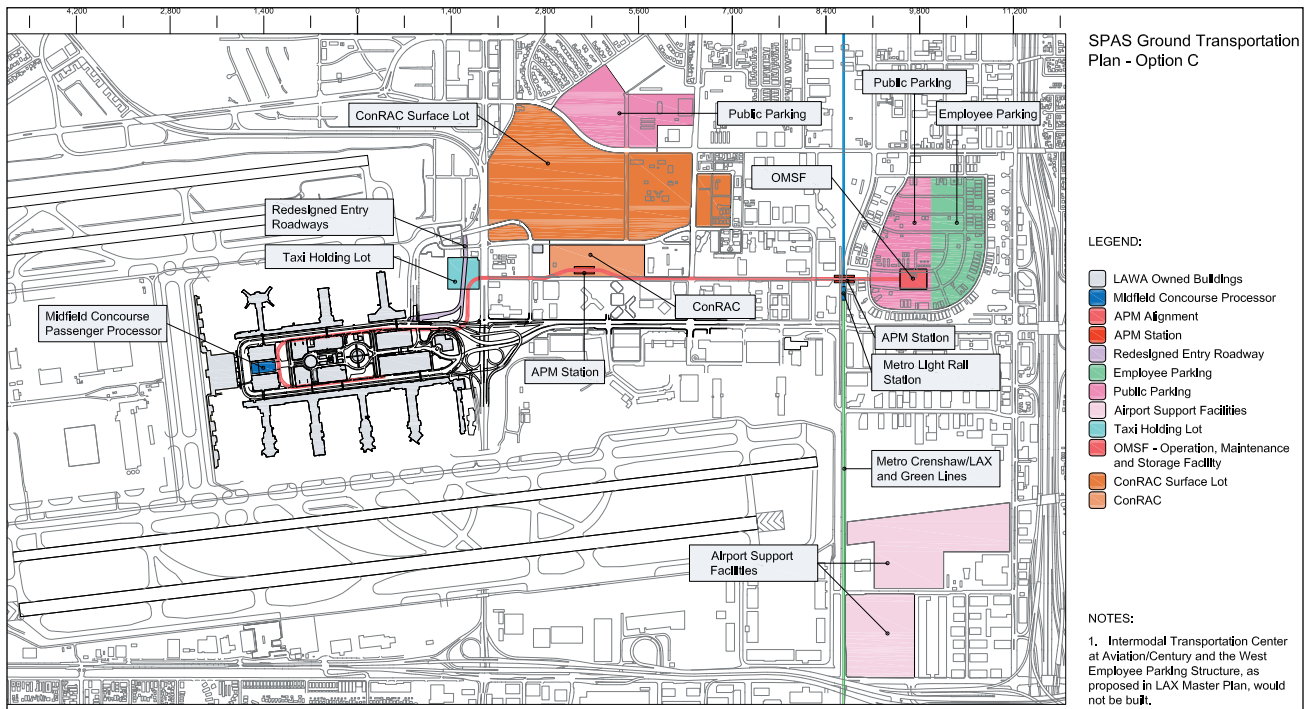 4,200 2,800 1,400 0 1,400 2,800 4,200 5,600 7,000 8,400 9,800 11,200
SPAS Ground Transportation
Plan - Option C
Public Parking
ConRAC Surface Lot
Public Parking
Employee Parking
OMSF
Redesigned Entry
Roadways
Taxi Holding Lot
Midfield Concourse
Passenger Processor
ConRAC
APM Station
APM Station
Metro Light Rail
Station
Metro Crenshaw/LAX
and Green Lines
Airport Support
Facilities
LEGEND:
LAWA Owned Buildings
Midfield Concourse Processor
APM Alignment
APM Station
Redesigned Entry Roadway
Employee Parking
Public Parking
Airport Support Facilities
Taxi Holding Lot
OMSF - Operation, Maintenance
and Storage Facility
ConRAC Surface Lot
ConRAC
NOTES:
1. Intermodal Transportation Center
at Aviation/Century and the West
Employee Parking Structure, as
proposed in LAX Master Plan, would
not be built.